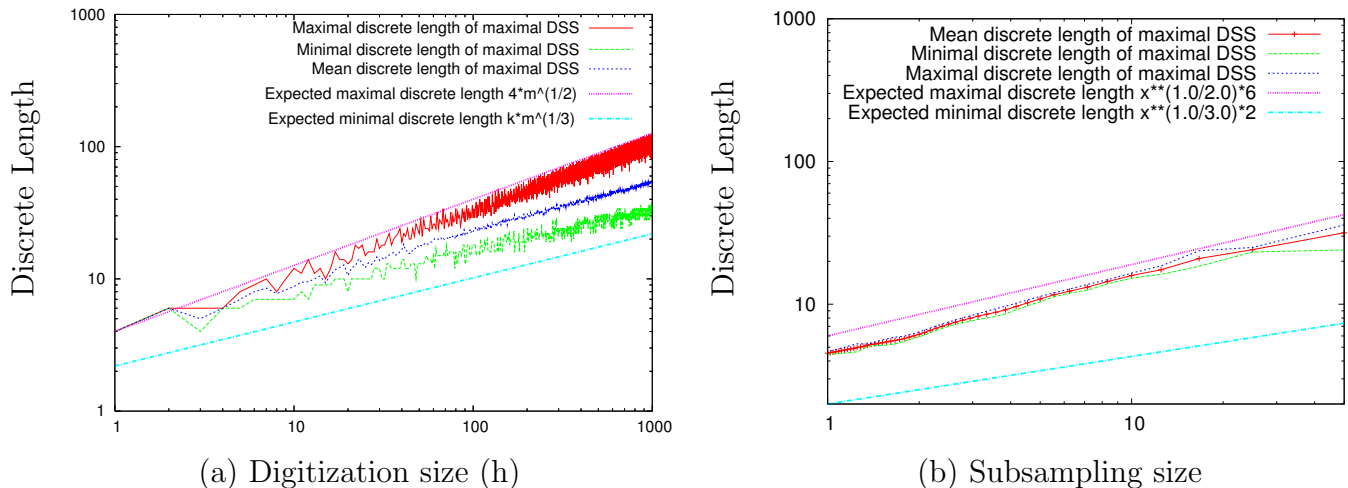 1000
Maximal discrete length of maximal DSS
Minimal discrete length of maximal DSS
Mean discrete length of maximal DSS
Expected maximal discrete length 4*m^(1/2)
Expected minimal discrete length k*m^(1/3)
100
10
1
Discrete Length
1
10
100
1000
(a) Digitization size (h)
1000
Mean discrete length of maximal DSS
Minimal discrete length of maximal DSS
Maximal discrete length of maximal DSS
Expected maximal discrete length x**(1.0/2.0)*6
Expected minimal discrete length x**(1.0/3.0)*2
100
10
Discrete Length
1
10
(b) Subsampling size